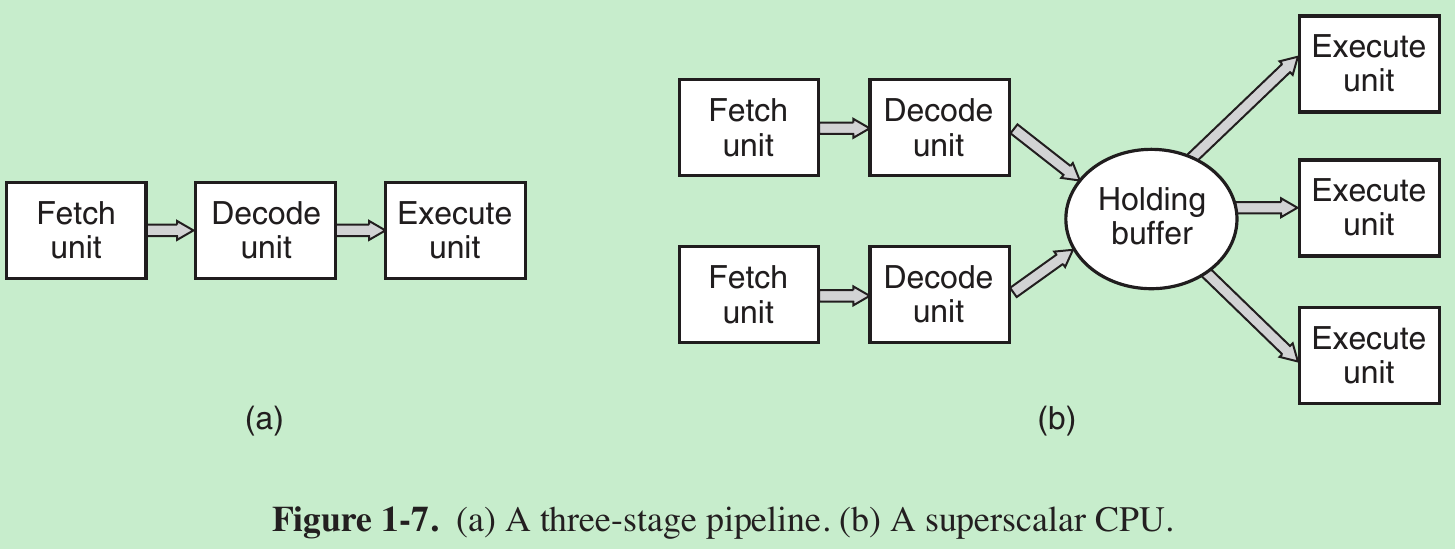 Fetch
unit
Decode
unit
Execute
unit
(a)
Fetch
unit
Decode
unit
Fetch
unit
Decode
unit
Holding
buffer
Execute
unit
Execute
unit
Execute
unit
(b)
Figure 1-7. (a) A three-stage pipeline. (b) A superscalar CPU.